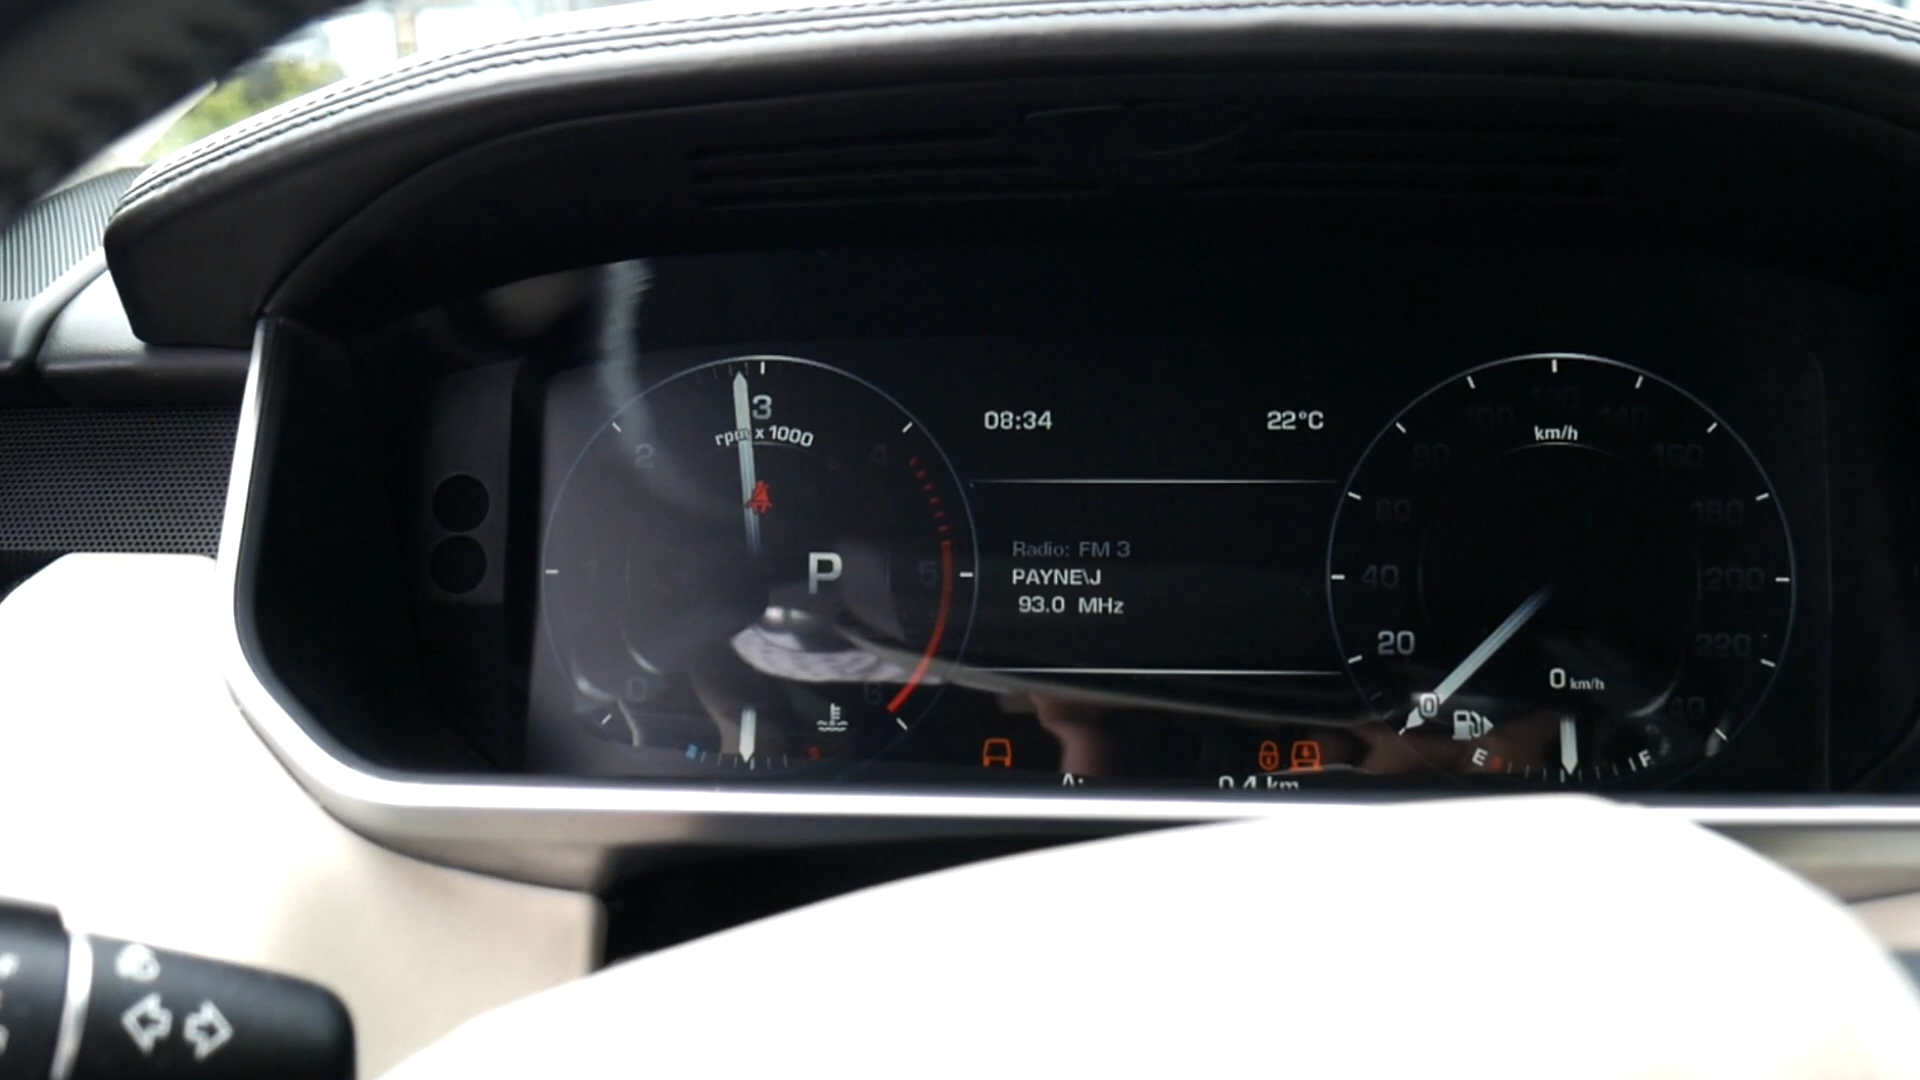 08:34 22°C
3
rpm x 1000
2 4
5
6
0
P
Radio: FM 3
PAYNE\J
93.0 MHz
km/h
100 120 140
80 160
60 180
40 200
20 220
0
0 km/h
E F
0.4 km